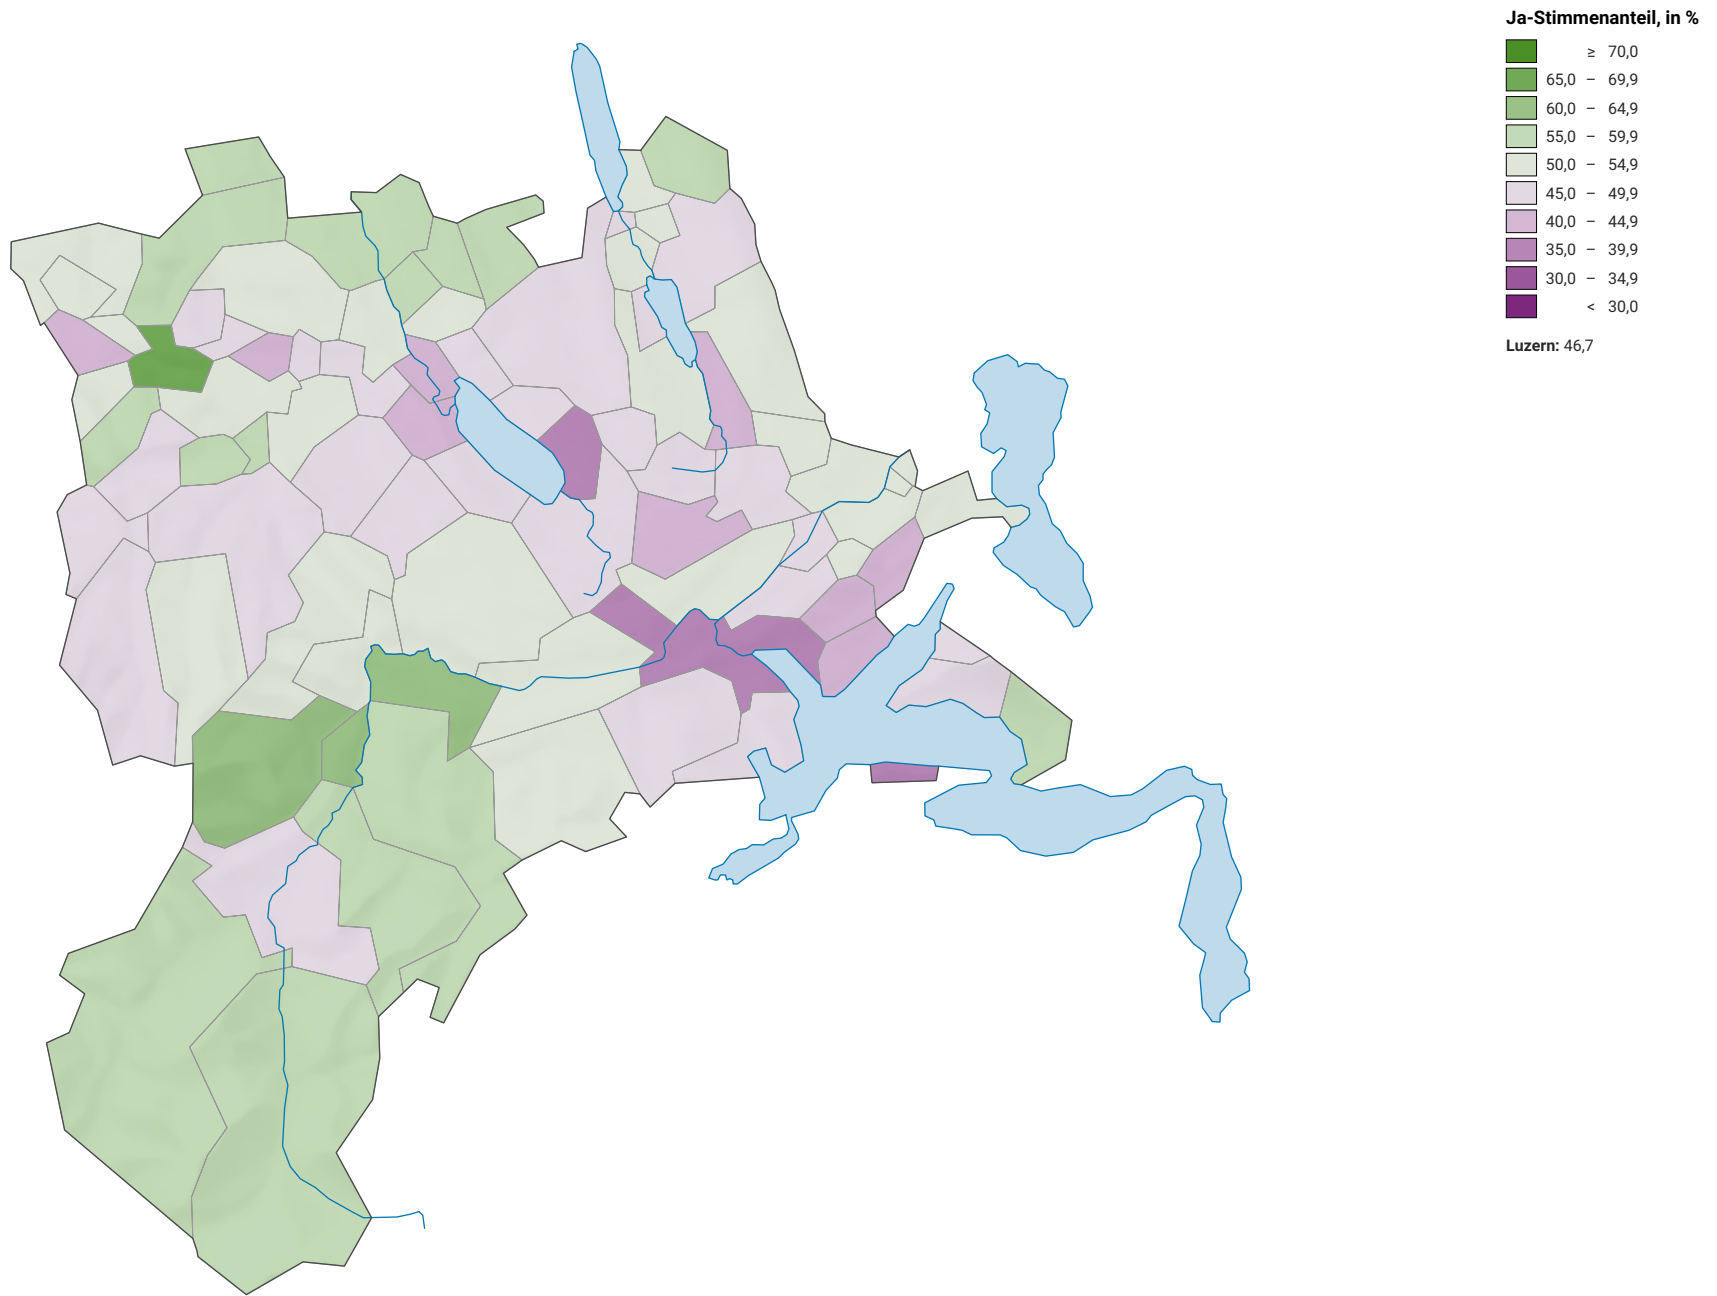 Ja-Stimmenanteil, in %
≥ 70,0
65,0 – 69,9
60,0 – 64,9
55,0 – 59,9
50,0 – 54,9
45,0 – 49,9
40,0 – 44,9
35,0 – 39,9
30,0 – 34,9
< 30,0
Luzern: 46,7